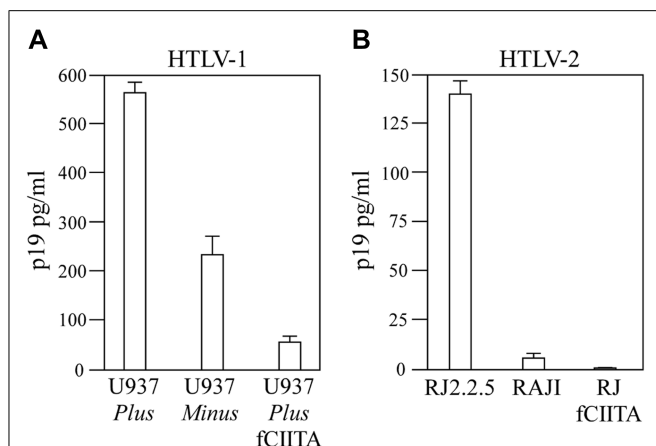 A
HTLV-1
p19 pg/ml
600
500
400
300
200
100
0
U937
Plus
U937
Minus
U937
Plus
fCIITA
B
HTLV-2
p19 pg/ml
150
125
100
75
50
25
0
RJ2.2.5
RAJI
RJ
fCIITA